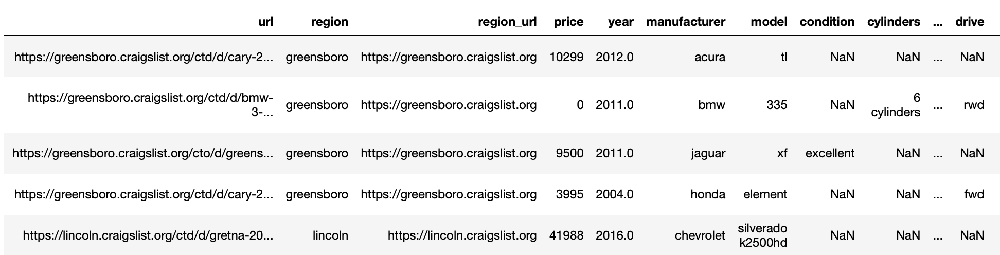 url region region_url price year manufacturer model condition cylinders ... drive
https://greensboro.craigslist.org/ctd/d/cary-2... greensboro https://greensboro.craigslist.org 10299 2012.0 acura tl NaN NaN ... NaN
https://greensboro.craigslist.org/ctd/d/bmw-
3-... greensboro https://greensboro.craigslist.org 0 2011.0 bmw 335 NaN 6
cylinders ... rwd
https://greensboro.craigslist.org/cto/d/greens... greensboro https://greensboro.craigslist.org 9500 2011.0 jaguar xf excellent NaN ... NaN
https://greensboro.craigslist.org/ctd/d/cary-2... greensboro https://greensboro.craigslist.org 3995 2004.0 honda element NaN NaN ... fwd
https://lincoln.craigslist.org/ctd/d/gretna-20... lincoln https://lincoln.craigslist.org 41988 2016.0 chevrolet silverado
k2500hd NaN NaN ... NaN